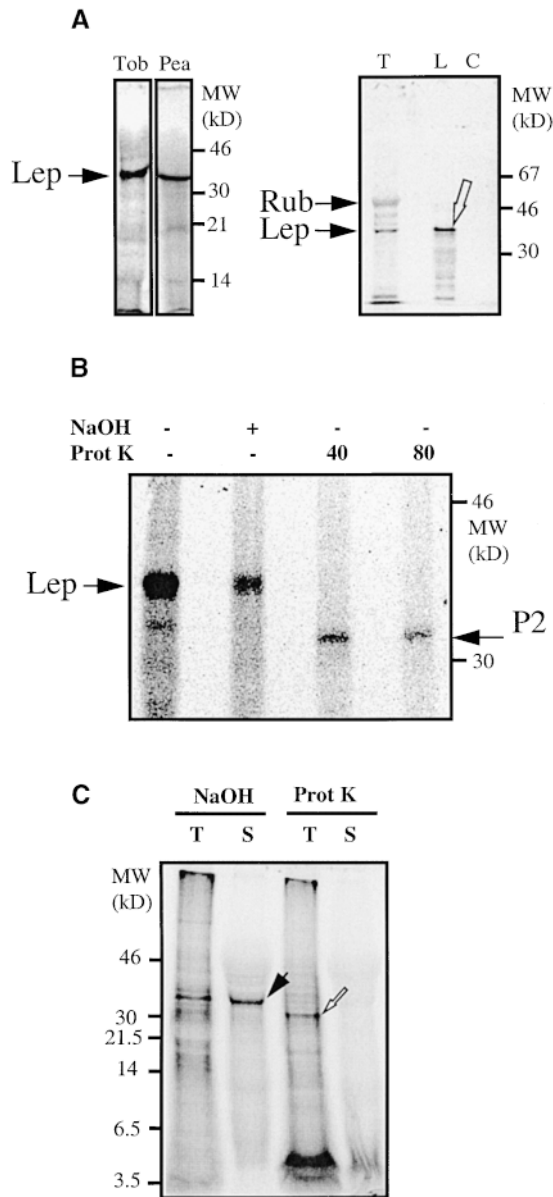 A
Tob Pea
MW
(kD)
46
Lep
30
21
14
T L C
MW
(kD)
67
Rub
46
Lep
30
B
NaOH - + - -
Prot K - - 40 80
46
MW
(kD)
Lep
P2
30
C
NaOH Prot K
T S T S
MW
(kD)
46
30
21.5
14
6.5
3.5